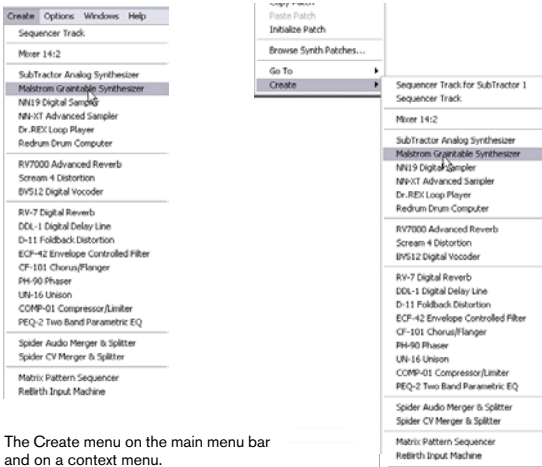 Create Options Windows Help
Sequencer Track
Mixer 14:2
SubTractor Analog Synthesizer
Malstrom Graintable Synthesizer
NN19 Digital Sampler
NN-XT Advanced Sampler
Dr.REX Loop Player
Redrum Drum Computer
RV7000 Advanced Reverb
Scream 4 Distortion
BV512 Digital Vocoder
RV-7 Digital Reverb
DDL-1 Digital Delay Line
D-11 Foldback Distortion
ECF-42 Envelope Controlled Filter
CF-101 Chorus/Flanger
PH-90 Phaser
UN-16 Unison
COMP-01 Compressor/Limiter
PEQ-2 Two Band Parametric EQ
Spider Audio Merger & Splitter
Spider CV Merger & Splitter
Matrix Pattern Sequencer
ReBirth Input Machine
Copy Patch
Paste Patch
Initialize Patch
Browse Synth Patches...
Go To
Create
Sequencer Track for SubTractor 1
Sequencer Track
Mixer 14:2
SubTractor Analog Synthesizer
Malstrom Graintable Synthesizer
NN19 Digital Sampler
NN-XT Advanced Sampler
Dr.REX Loop Player
Redrum Drum Computer
RV7000 Advanced Reverb
Scream 4 Distortion
BV512 Digital Vocoder
RV-7 Digital Reverb
DDL-1 Digital Delay Line
D-11 Foldback Distortion
ECF-42 Envelope Controlled Filter
CF-101 Chorus/Flanger
PH-90 Phaser
UN-16 Unison
COMP-01 Compressor/Limiter
PEQ-2 Two Band Parametric EQ
Spider Audio Merger & Splitter
Spider CV Merger & Splitter
Matrix Pattern Sequencer
ReBirth Input Machine
The Create menu on the main menu bar
and on a context menu.